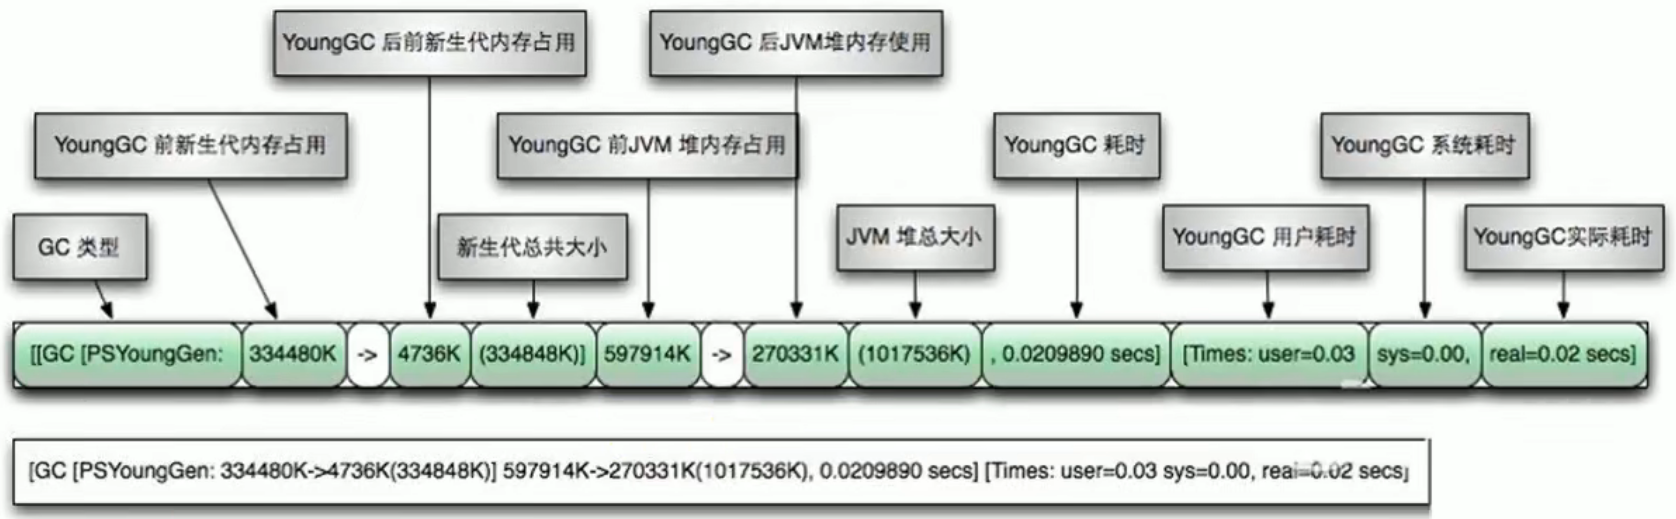 YoungGC 后前新生代内存占用
YoungGC 后JVM堆内存使用
YoungGC 前新生代内存占用
YoungGC 前JVM 堆内存占用
YoungGC 耗时
YoungGC 系统耗时
GC 类型
新生代总共大小
JVM 堆总大小
YoungGC 用户耗时
YoungGC实际耗时
[[GC [PSYoungGen: 334480K -> 4736K (334848K)] 597914K -> 270331K (1017536K) , 0.0209890 secs] [Times: user=0.03 sys=0.00, real=0.02 secs]
[GC [PSYoungGen: 334480K->4736K(334848K)] 597914K->270331K(1017536K), 0.0209890 secs] [Times: user=0.03 sys=0.00, real=0.02 secs]